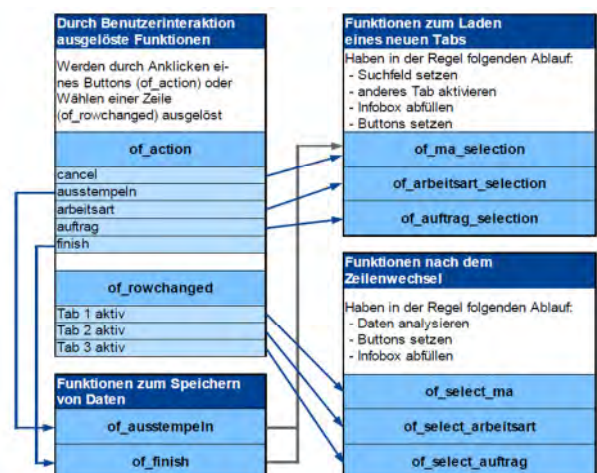 Durch Benutzerinteraktion
ausgelöste Funktionen
Werden durch Anklicken ei-
nes Buttons (of_action) oder
Wählen einer Zeile
(of_rowchanged) ausgelöst
of_action
cancel
ausstempeln
arbeitsart
auftrag
finish
of_rowchanged
Tab 1 aktiv
Tab 2 aktiv
Tab 3 aktiv
Funktionen zum Speichern
von Daten
of_ausstempeln
of_finish
Funktionen zum Laden
eines neuen Tabs
Haben in der Regel folgenden Ablauf:
- Suchfeld setzen
- anderes Tab aktivieren
- Infobox abfüllen
- Buttons setzen
of_ma_selection
of_arbeitsart_selection
of_auftrag_selection
Funktionen nach dem
Zeilenwechsel
Haben in der Regel folgenden Ablauf:
- Daten analysieren
- Buttons setzen
- Infobox abfüllen
of_select_ma
of_select_arbeitsart
of_select_auftrag